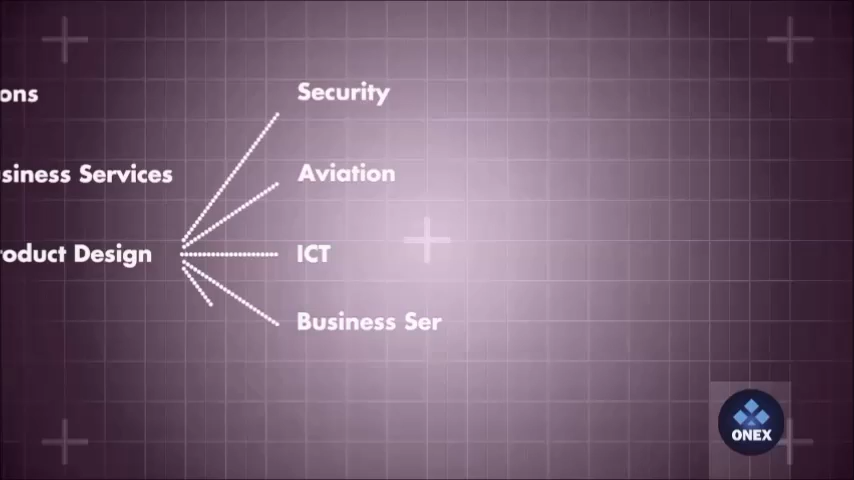 ons
siness Services
roduct Design
Security
Aviation
ICT
Business Ser
ONEX